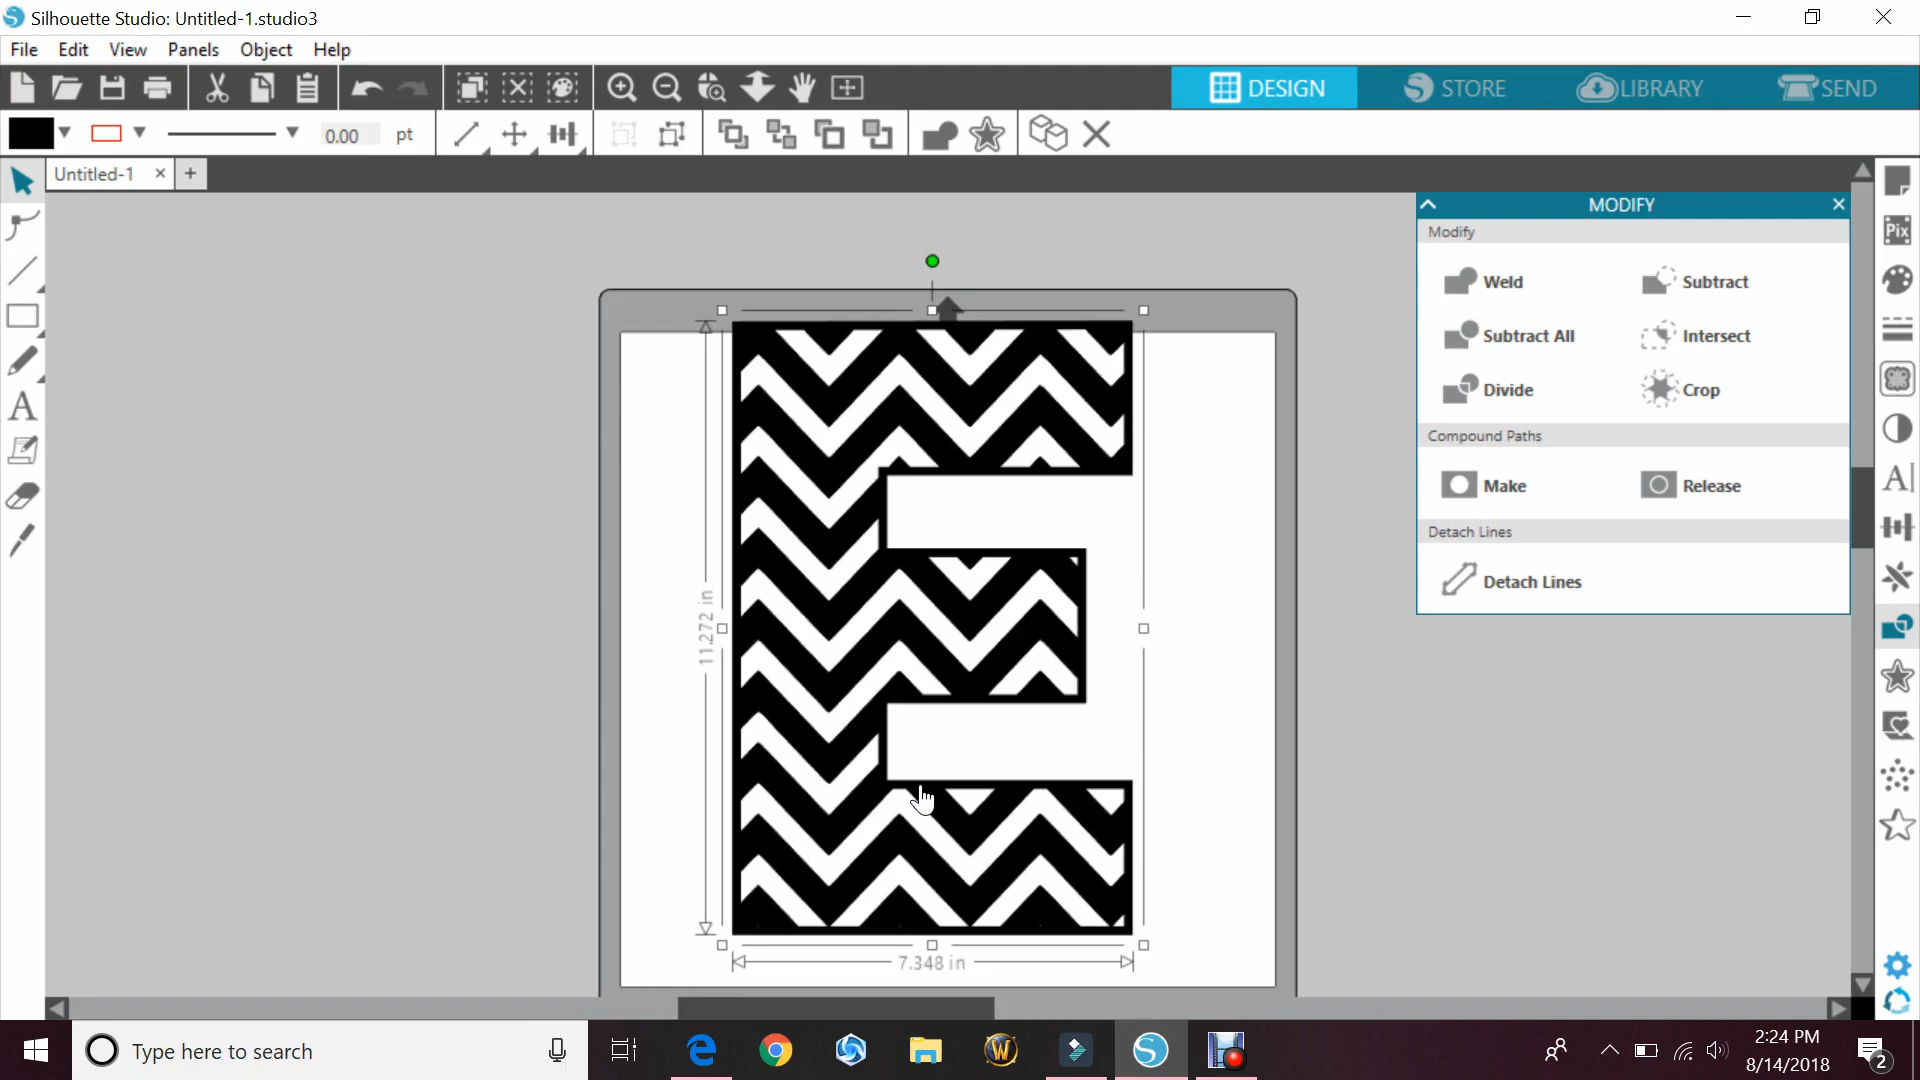 Silhouette Studio: Untitled-1.studio3
File Edit View Panels Object Help
DESIGN STORE LIBRARY SEND
0.00 pt
Untitled-1
MODIFY
Modify
Weld Subtract
Subtract All Intersect
Divide Crop
Compound Paths
Make Release
Detach Lines
Detach Lines
Pix
11.272 in
7.348 in
Type here to search
2:24 PM
8/14/2018
2